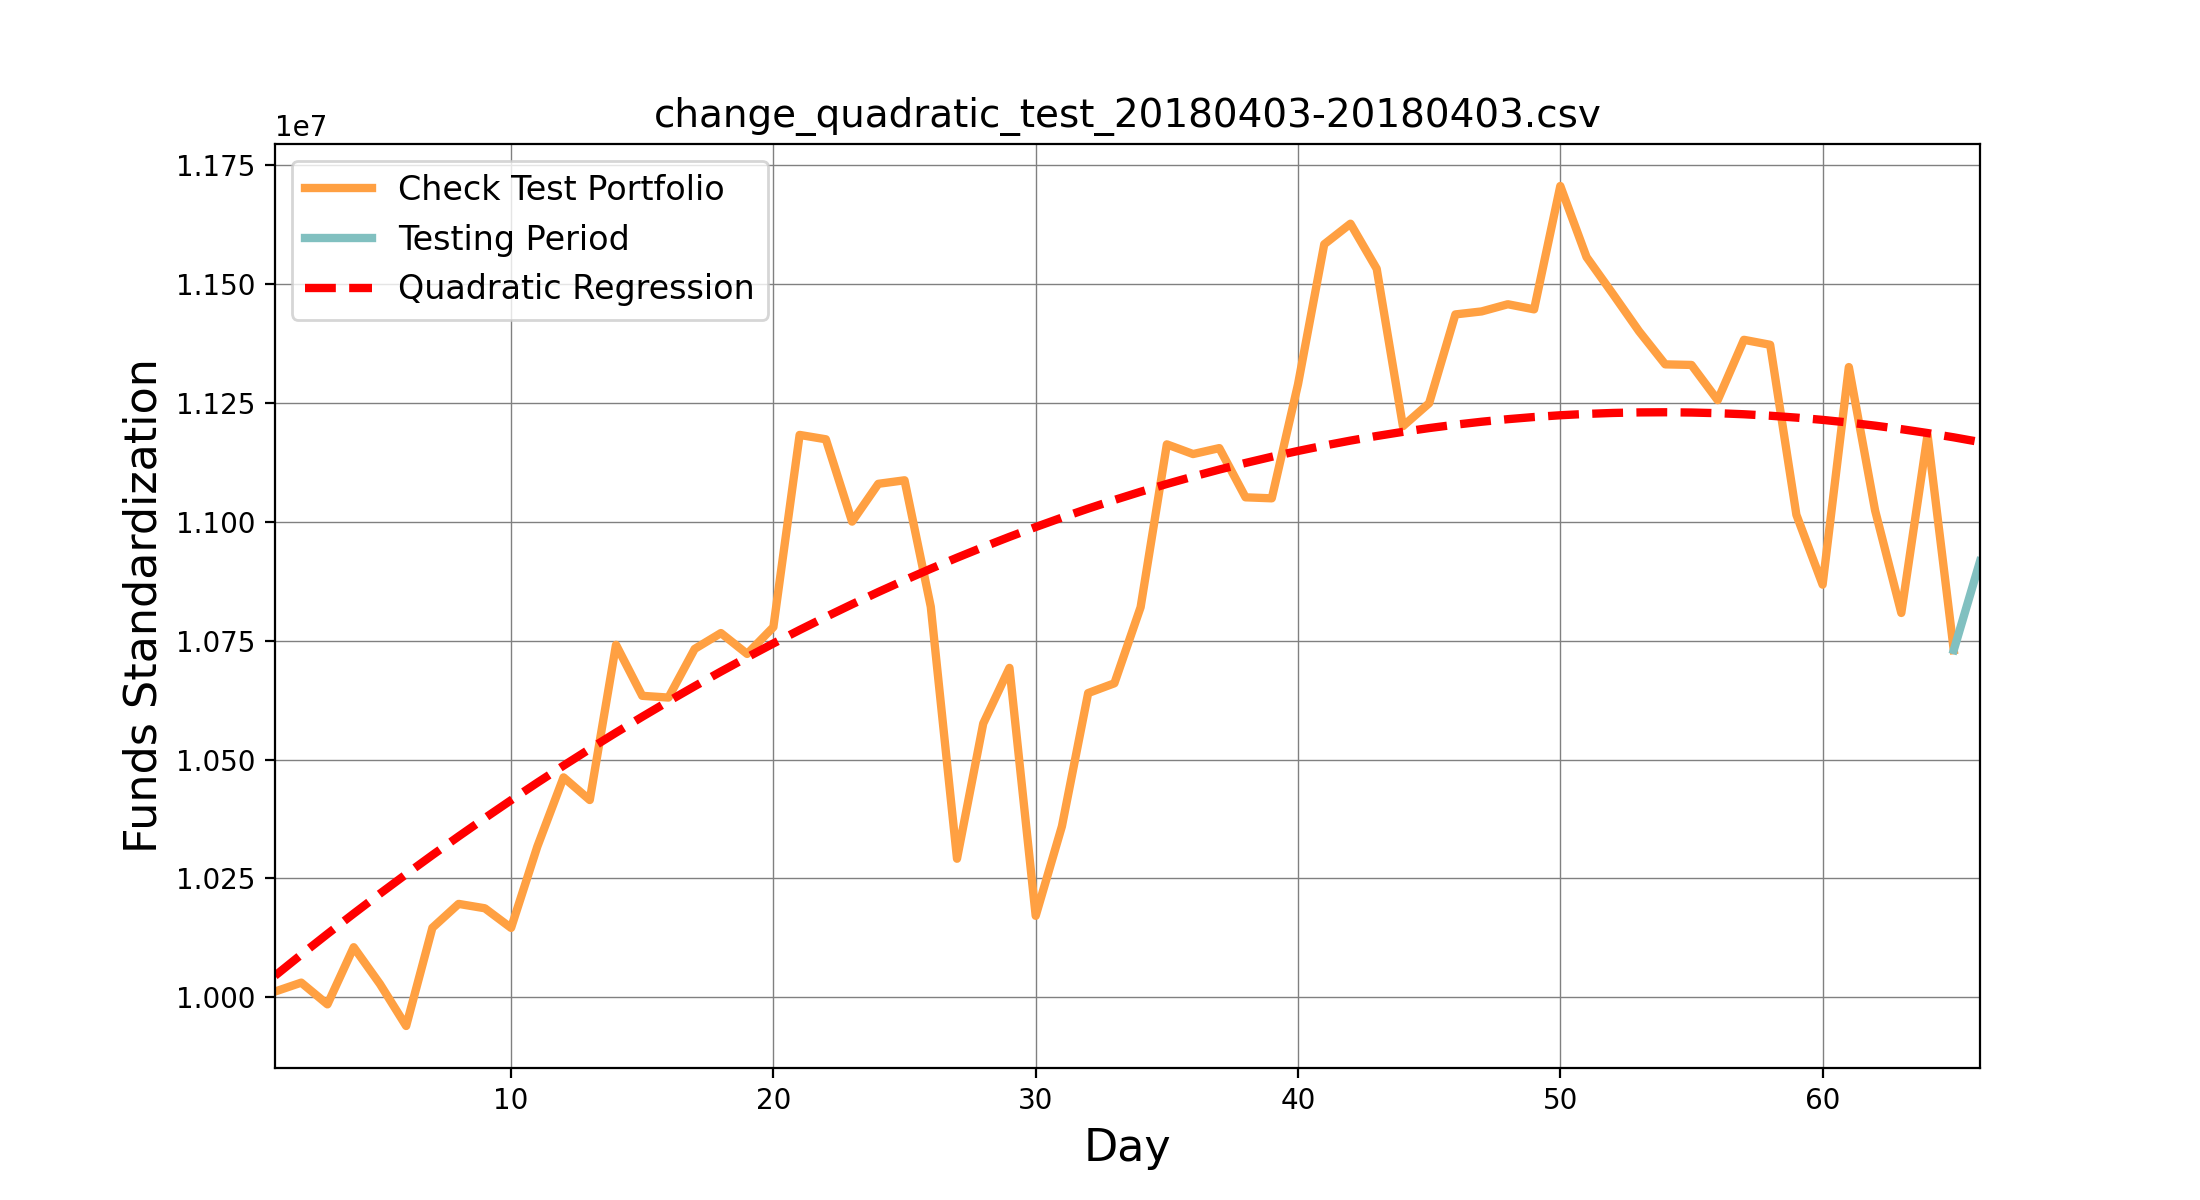 change_quadratic_test_20180403-20180403.csv
1e7
1.175
1.150
1.125
1.100
1.075
1.050
1.025
1.000
Funds Standardization
Check Test Portfolio
Testing Period
Quadratic Regression
10 20 30 40 50 60
Day